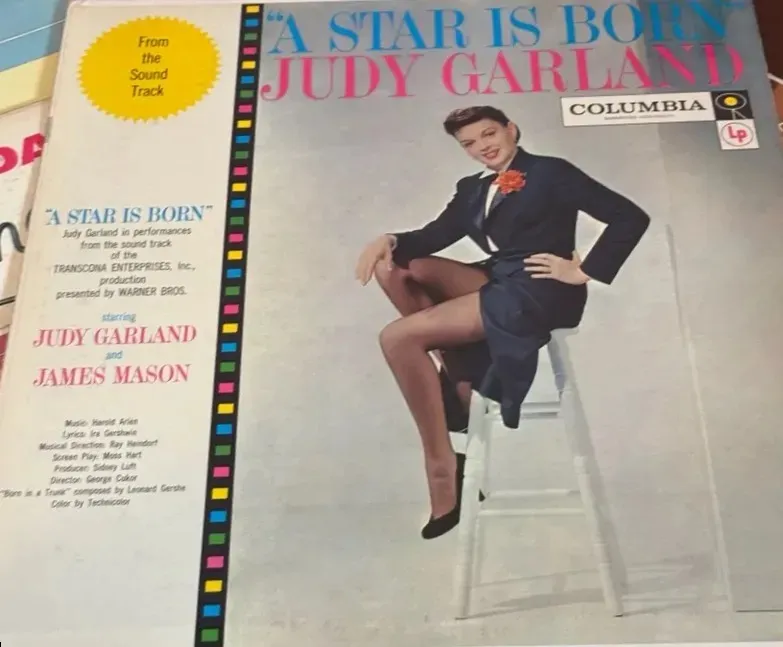 From
the
Sound
Track
"A STAR IS BORN"
JUDY GARLAND
COLUMBIA
Lp
"A STAR IS BORN"
Judy Garland in performances
from the sound track
of the
TRANSCONA ENTERPRISES, Inc.,
production
presented by WARNER BROS.
starring
JUDY GARLAND
and
JAMES MASON
Music: Harold Arlen
Lyrics: Ira Gershwin
Musical Direction: Ray Heindorf
Screen Play: Moss Hart
Producer: Sidney Luft
Director: George Cukor
"Born in a Trunk" composed by Leonard Gershe
Color by Technicolor